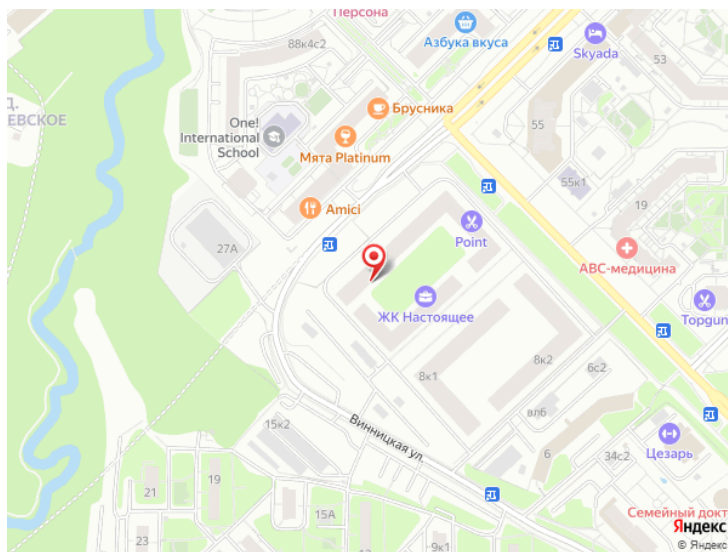 Персона
Азбука вкуса
88к4с2
Skyada
53
Д.
ЕВСКОЕ
One!
International
School
Брусника
Мята Platinum
55
55к1
19
Amici
27А
Point
АВС-медицина
ЖК Настоящее
Topgun
8к1
8к2
6с2
вл6
15к2
Винницкая ул.
6
34с2
Цезарь
21
19
15А
23
9к1
Семейный докт
Яндекс
© Яндекс